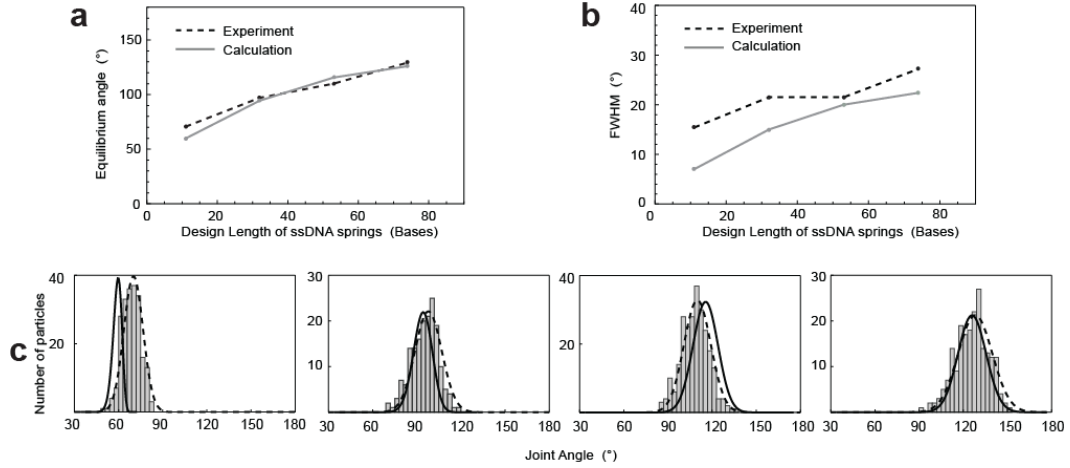 a
Equilibrium angle (°)
150
100
50
0
Experiment
Calculation
0 20 40 60 80
Design Length of ssDNA springs (Bases)
b
FWHM (°)
40
30
20
10
0
Experiment
Calculation
0 20 40 60 80
Design Length of ssDNA springs (Bases)
c
Number of particles
40
20
30 60 90 120 150 180
30
20
10
30 60 90 120 150 180
40
20
30 60 90 120 150 180
30
20
10
30 60 90 120 150 180
Joint Angle (°)